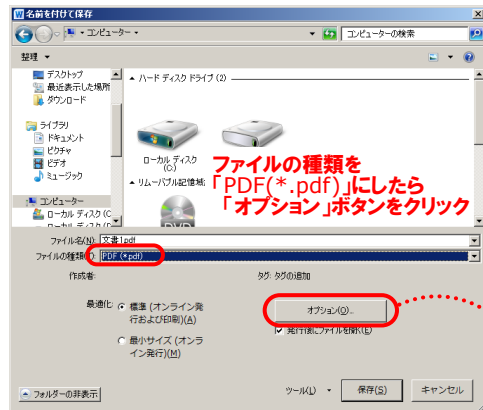 名前を付けて保存
コンピューター
コンピューターの検索
整理
デスクトップ
最近表示した場所
ダウンロード
ライブラリ
ドキュメント
ピクチャ
ビデオ
ミュージック
コンピューター
ローカル ディスク (C
ハード ディスク ドライブ (2)
ローカル ディスク
(C:)
リムーバブル記憶域
DVD
ファイルの種類を
「PDF(*.pdf)」にしたら
「オプション」ボタンをクリック
ファイル名(N): 文書1.pdf
ファイルの種類(T): PDF (*.pdf)
作成者:
タグ: タグの追加
最適化:
標準 (オンライン発
行および印刷)(A)
最小サイズ (オンラ
イン発行)(M)
オプション(O)...
発行後にファイルを開く(E)
フォルダーの非表示
ツール(L)
保存(S)
キャンセル